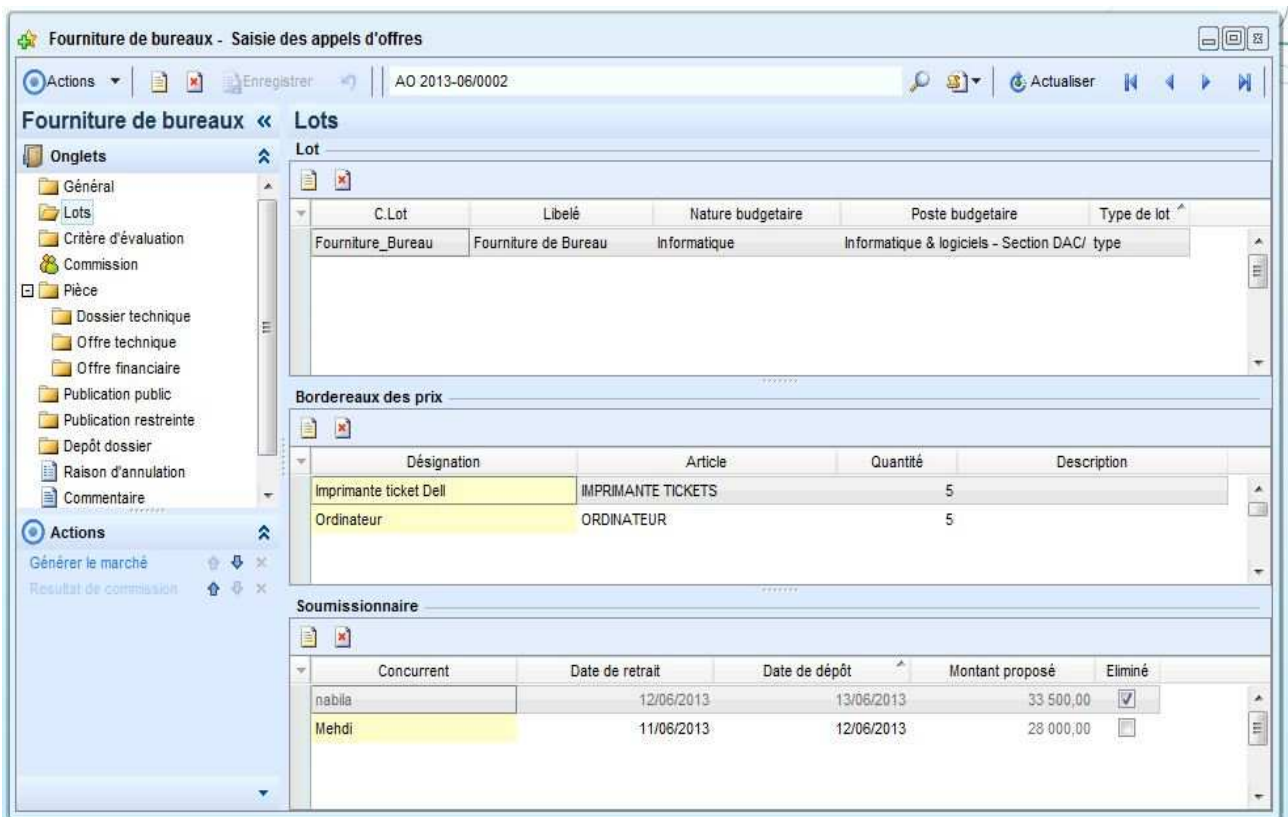 Fourniture de bureaux - Saisie des appels d'offres
Actions Enregistrer AO 2013-06/0002 Actualiser
Fourniture de bureaux «
Onglets
Général
Lots
Critère d'évaluation
Commission
Pièce
Dossier technique
Offre technique
Offre financiaire
Publication public
Publication restreinte
Depôt dossier
Raison d'annulation
Commentaire
Actions
Générer le marché
Resultat de commission
Lots
Lot
C.Lot Libelé Nature budgetaire Poste budgetaire Type de lot
Fourniture_Bureau Fourniture de Bureau Informatique Informatique & logiciels - Section DAC/ type
Bordereaux des prix
Désignation Article Quantité Description
Imprimante ticket Dell IMPRIMANTE TICKETS 5
Ordinateur ORDINATEUR 5
Soumissionnaire
Concurrent Date de retrait Date de dépôt Montant proposé Eliminé
nabila 12/06/2013 13/06/2013 33 500,00
Mehdi 11/06/2013 12/06/2013 28 000,00